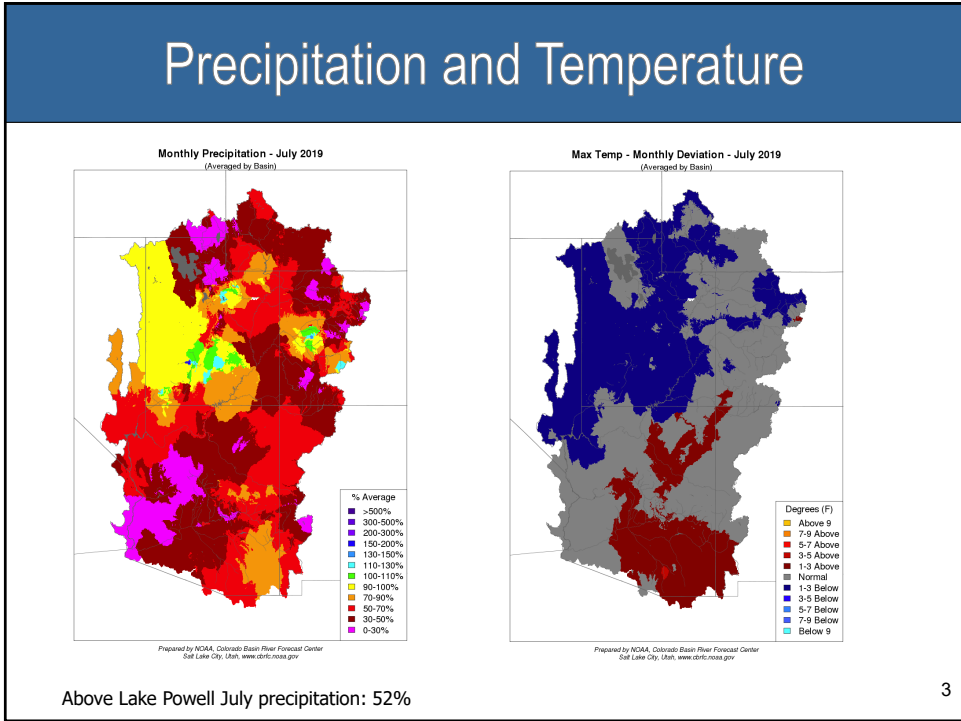 Precipitation and Temperature
Monthly Precipitation - July 2019
(Averaged by Basin)
% Average
>500%
300-500%
200-300%
150-200%
130-150%
110-130%
100-110%
90-100%
70-90%
50-70%
30-50%
0-30%
Prepared by NOAA, Colorado Basin River Forecast Center
Salt Lake City, Utah, www.cbrfc.noaa.gov
Max Temp - Monthly Deviation - July 2019
(Averaged by Basin)
Degrees (F)
Above 9
7-9 Above
5-7 Above
3-5 Above
1-3 Above
Normal
1-3 Below
3-5 Below
5-7 Below
7-9 Below
Below 9
Prepared by NOAA, Colorado Basin River Forecast Center
Salt Lake City, Utah, www.cbrfc.noaa.gov
Above Lake Powell July precipitation: 52%
3